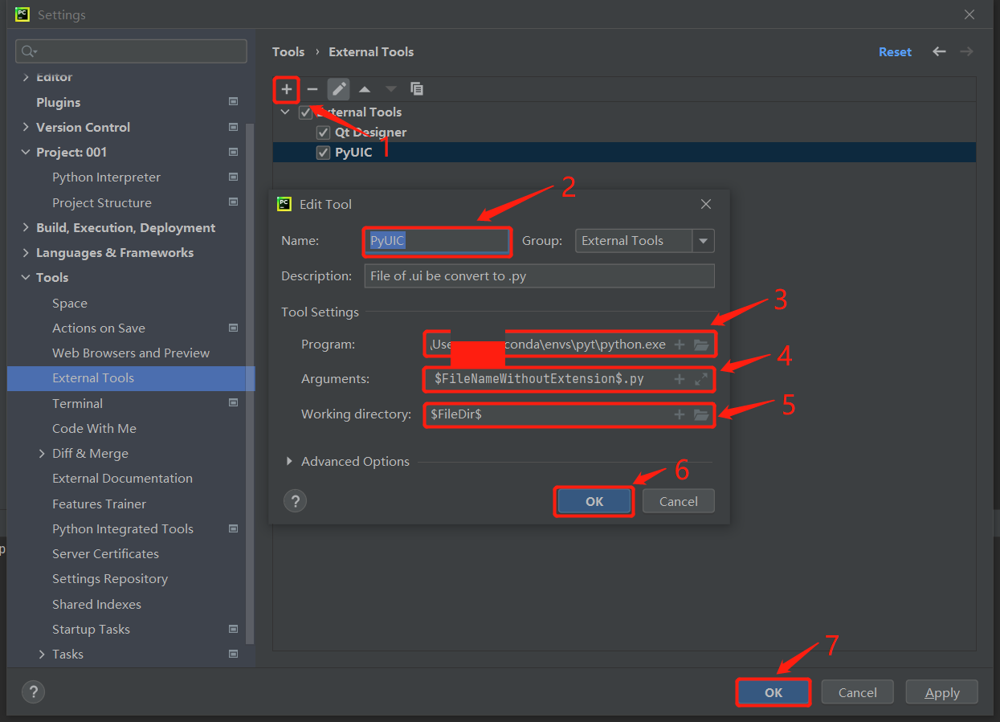 Settings
Editor
Plugins
Version Control
Project: 001
Python Interpreter
Project Structure
Build, Execution, Deployment
Languages & Frameworks
Tools
Space
Actions on Save
Web Browsers and Preview
External Tools
Terminal
Code With Me
Diff & Merge
External Documentation
Features Trainer
Python Integrated Tools
Server Certificates
Settings Repository
Shared Indexes
Startup Tasks
Tasks
Tools › External Tools
Reset
External Tools
Qt Designer
PyUIC
1
2
Edit Tool
Name: PyUIC Group: External Tools
Description: File of .ui be convert to .py
Tool Settings
3
Program: \Use conda\envs\pyt\python.exe
4
Arguments: $FileNameWithoutExtension$.py
5
Working directory: $FileDir$
Advanced Options
6
? OK Cancel
7
? OK Cancel Apply